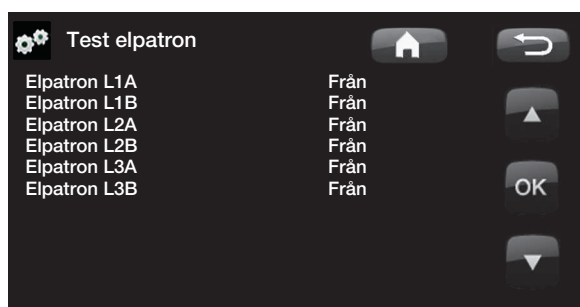 Test elpatron
Elpatron L1A Från
Elpatron L1B Från
Elpatron L2A Från
Elpatron L2B Från
Elpatron L3A Från
Elpatron L3B Från
OK